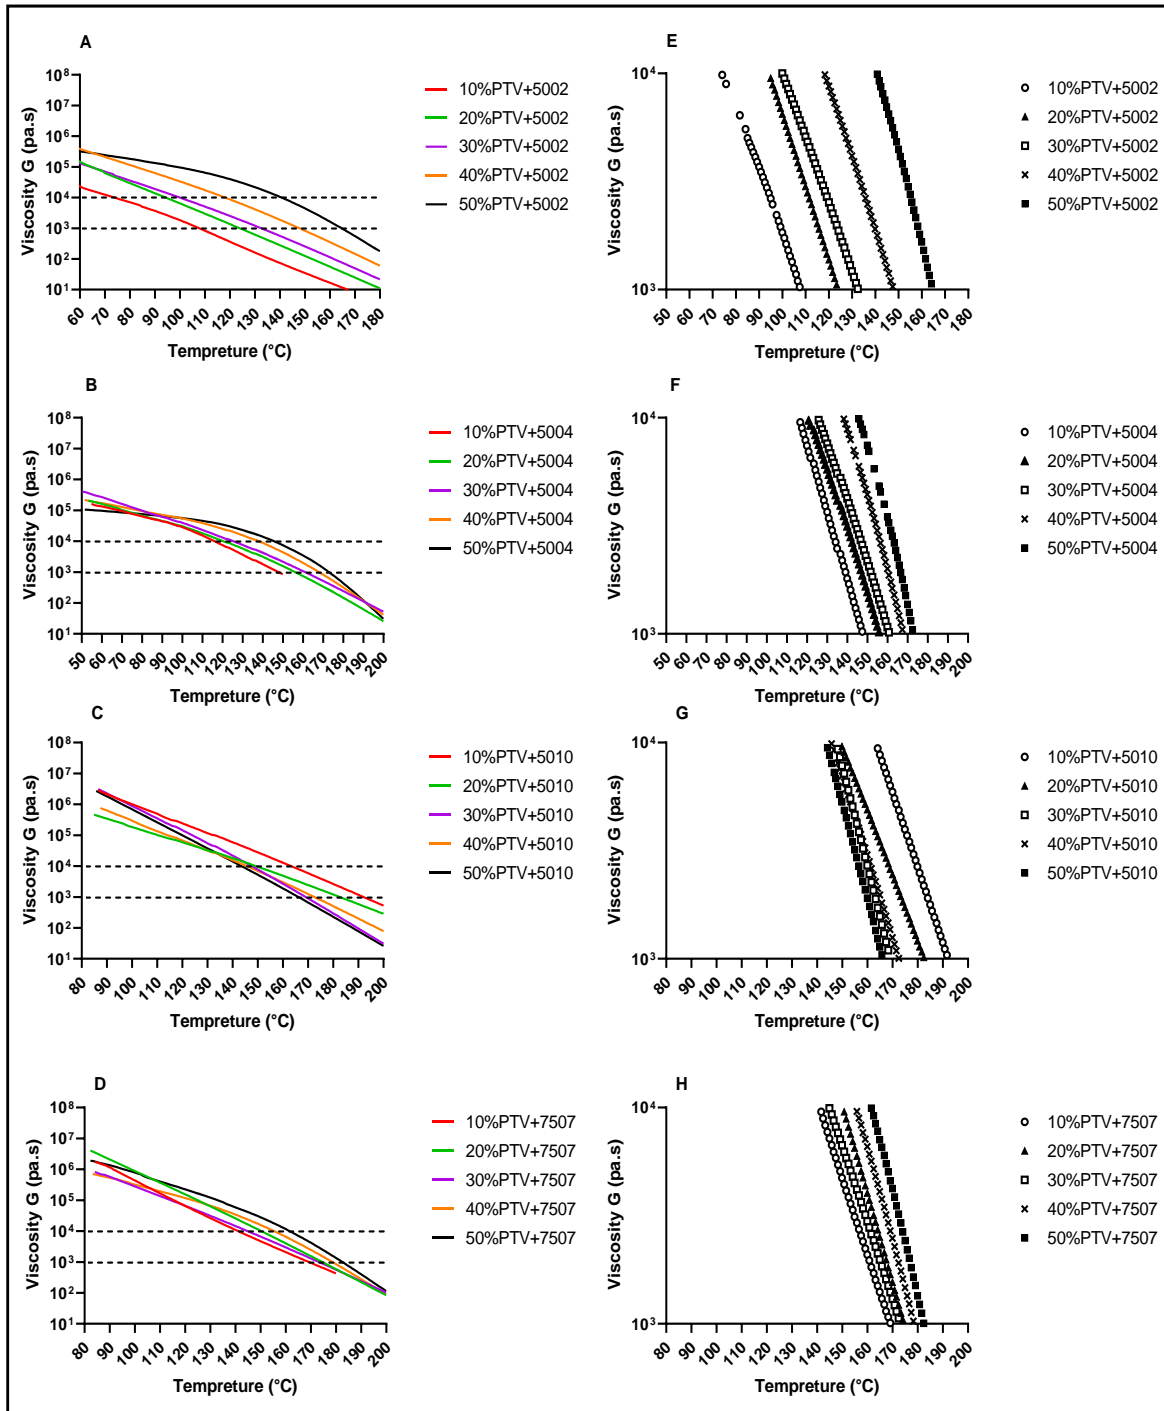 A
Viscosity G (pa.s)
10⁸
10⁷
10⁶
10⁵
10⁴
10³
10²
10¹
60 70 80 90 100 110 120 130 140 150 160 170 180
Tempreture (°C)
10%PTV+5002
20%PTV+5002
30%PTV+5002
40%PTV+5002
50%PTV+5002
E
Viscosity G (pa.s)
10⁴
10³
50 60 70 80 90 100 110 120 130 140 150 160 170 180
Tempreture (°C)
10%PTV+5002
20%PTV+5002
30%PTV+5002
40%PTV+5002
50%PTV+5002
B
Viscosity G (pa.s)
10⁸
10⁷
10⁶
10⁵
10⁴
10³
10²
10¹
50 60 70 80 90 100 110 120 130 140 150 160 170 180 190 200
Tempreture (°C)
10%PTV+5004
20%PTV+5004
30%PTV+5004
40%PTV+5004
50%PTV+5004
F
Viscosity G (pa.s)
10⁴
10³
50 60 70 80 90 100 110 120 130 140 150 160 170 180 190 200
Tempreture (°C)
10%PTV+5004
20%PTV+5004
30%PTV+5004
40%PTV+5004
50%PTV+5004
C
Viscosity G (pa.s)
10⁸
10⁷
10⁶
10⁵
10⁴
10³
10²
10¹
80 90 100 110 120 130 140 150 160 170 180 190 200
Tempreture (°C)
10%PTV+5010
20%PTV+5010
30%PTV+5010
40%PTV+5010
50%PTV+5010
G
Viscosity G (pa.s)
10⁴
10³
80 90 100 110 120 130 140 150 160 170 180 190 200
Tempreture (°C)
10%PTV+5010
20%PTV+5010
30%PTV+5010
40%PTV+5010
50%PTV+5010
D
Viscosity G (pa.s)
10⁸
10⁷
10⁶
10⁵
10⁴
10³
10²
10¹
80 90 100 110 120 130 140 150 160 170 180 190 200
Tempreture (°C)
10%PTV+7507
20%PTV+7507
30%PTV+7507
40%PTV+7507
50%PTV+7507
H
Viscosity G (pa.s)
10⁴
10³
80 90 100 110 120 130 140 150 160 170 180 190 200
Tempreture (°C)
10%PTV+7507
20%PTV+7507
30%PTV+7507
40%PTV+7507
50%PTV+7507